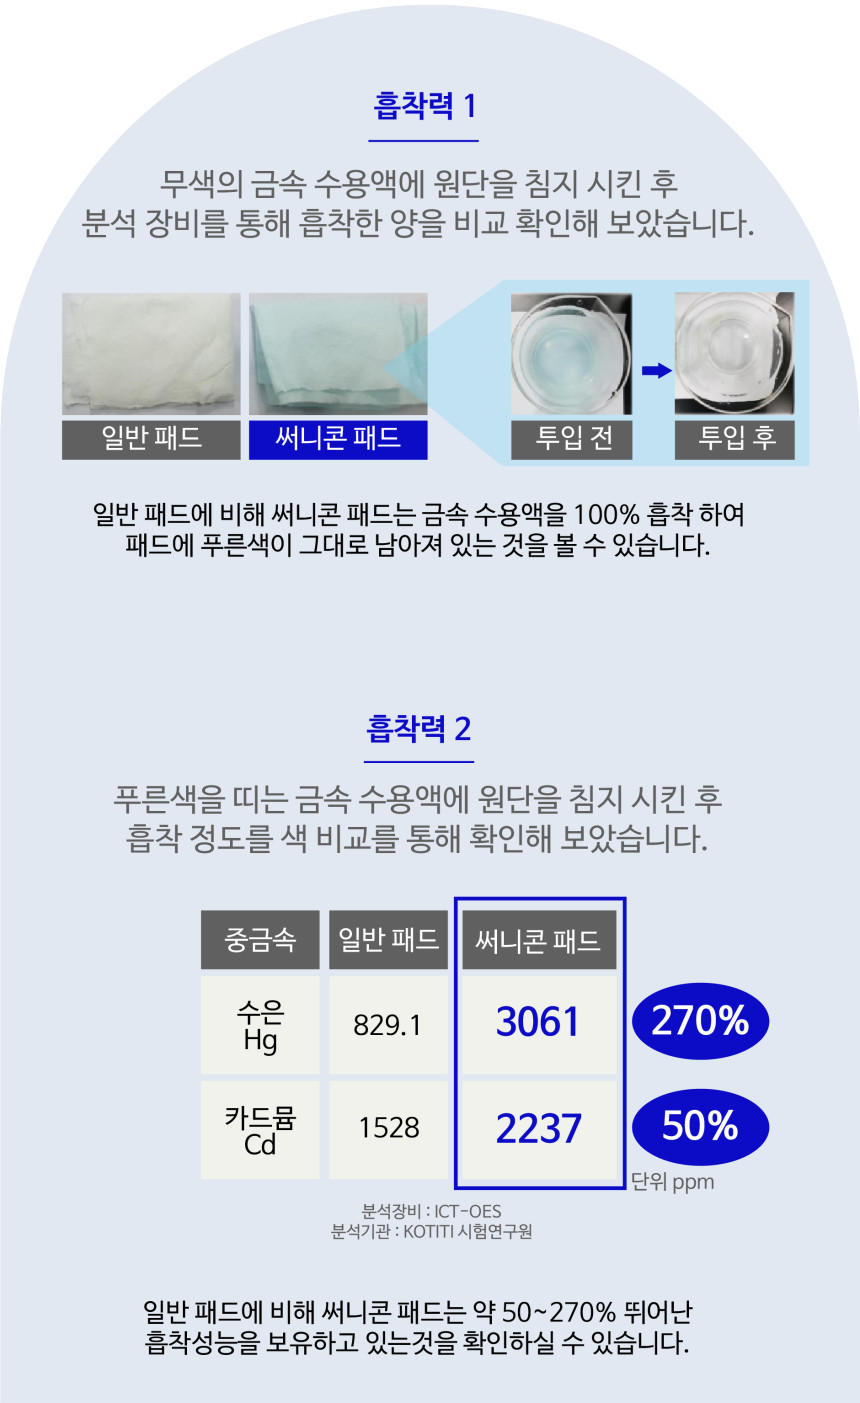 흡착력 1
무색의 금속 수용액에 원단을 침지 시킨 후
분석 장비를 통해 흡착한 양을 비교 확인해 보았습니다.
일반 패드
써니콘 패드
투입 전
투입 후
일반 패드에 비해 써니콘 패드는 금속 수용액을 100% 흡착 하여
패드에 푸른색이 그대로 남아져 있는 것을 볼 수 있습니다.
흡착력 2
푸른색을 띠는 금속 수용액에 원단을 침지 시킨 후
흡착 정도를 색 비교를 통해 확인해 보았습니다.
중금속 일반 패드 써니콘 패드
수은
Hg
829.1
3061
270%
카드뮴
Cd
1528
2237
50%
단위 ppm
분석장비 : ICT-OES
분석기관 : KOTITI 시험연구원
일반 패드에 비해 써니콘 패드는 약 50~270% 뛰어난
흡착성능을 보유하고 있는것을 확인하실 수 있습니다.